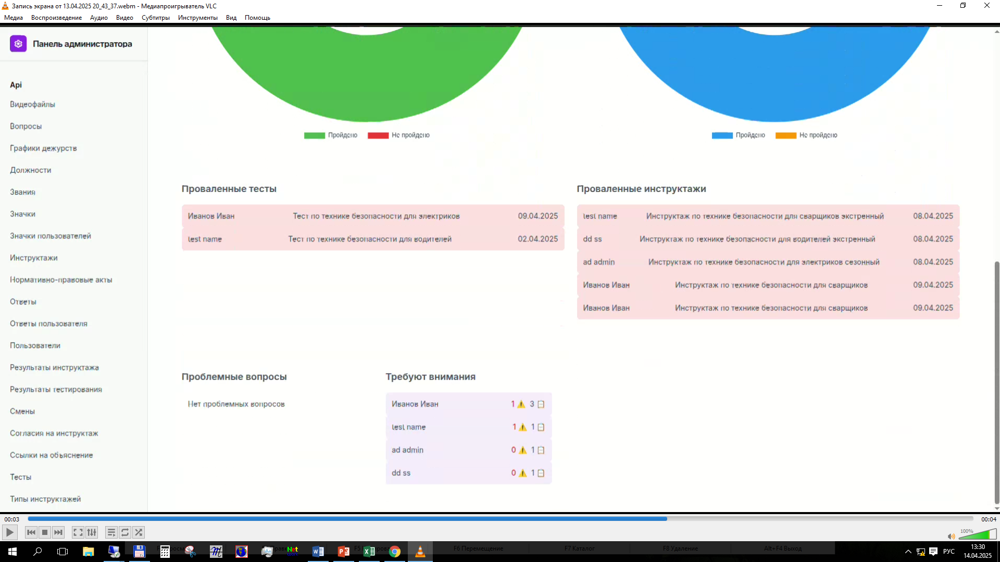 Запись экрана от 13.04.2025 20_43_37.webm - Медиапроигрыватель VLC
Медиа Воспроизведение Аудио Видео Субтитры Инструменты Вид Помощь
Панель администратора
Api
Видеофайлы
Вопросы
Графики дежурств
Должности
Звания
Значки
Значки пользователей
Инструктажи
Нормативно-правовые акты
Ответы
Ответы пользователя
Пользователи
Результаты инструктажа
Результаты тестирования
Смены
Согласия на инструктаж
Ссылки на объяснение
Тесты
Типы инструктажей
Пройдено Не пройдено
Пройдено Не пройдено
Проваленные тесты
Иванов Иван Тест по технике безопасности для электриков 09.04.2025
test name Тест по технике безопасности для водителей 02.04.2025
Проваленные инструктажи
test name Инструктаж по технике безопасности для сварщиков экстренный 08.04.2025
dd ss Инструктаж по технике безопасности для водителей экстренный 08.04.2025
ad admin Инструктаж по технике безопасности для электриков сезонный 08.04.2025
Иванов Иван Инструктаж по технике безопасности для сварщиков 09.04.2025
Иванов Иван Инструктаж по технике безопасности для сварщиков 09.04.2025
Проблемные вопросы
Нет проблемных вопросов
Требуют внимания
Иванов Иван 1 ⚠️ 3 📋
test name 1 ⚠️ 1 📋
ad admin 0 ⚠️ 1 📋
dd ss 0 ⚠️ 1 📋
00:03 00:04
100%
F6 Перемещение F7 Каталог F8 Удаление Alt+F4 Выход
Net
РУС
13:30
14.04.2025